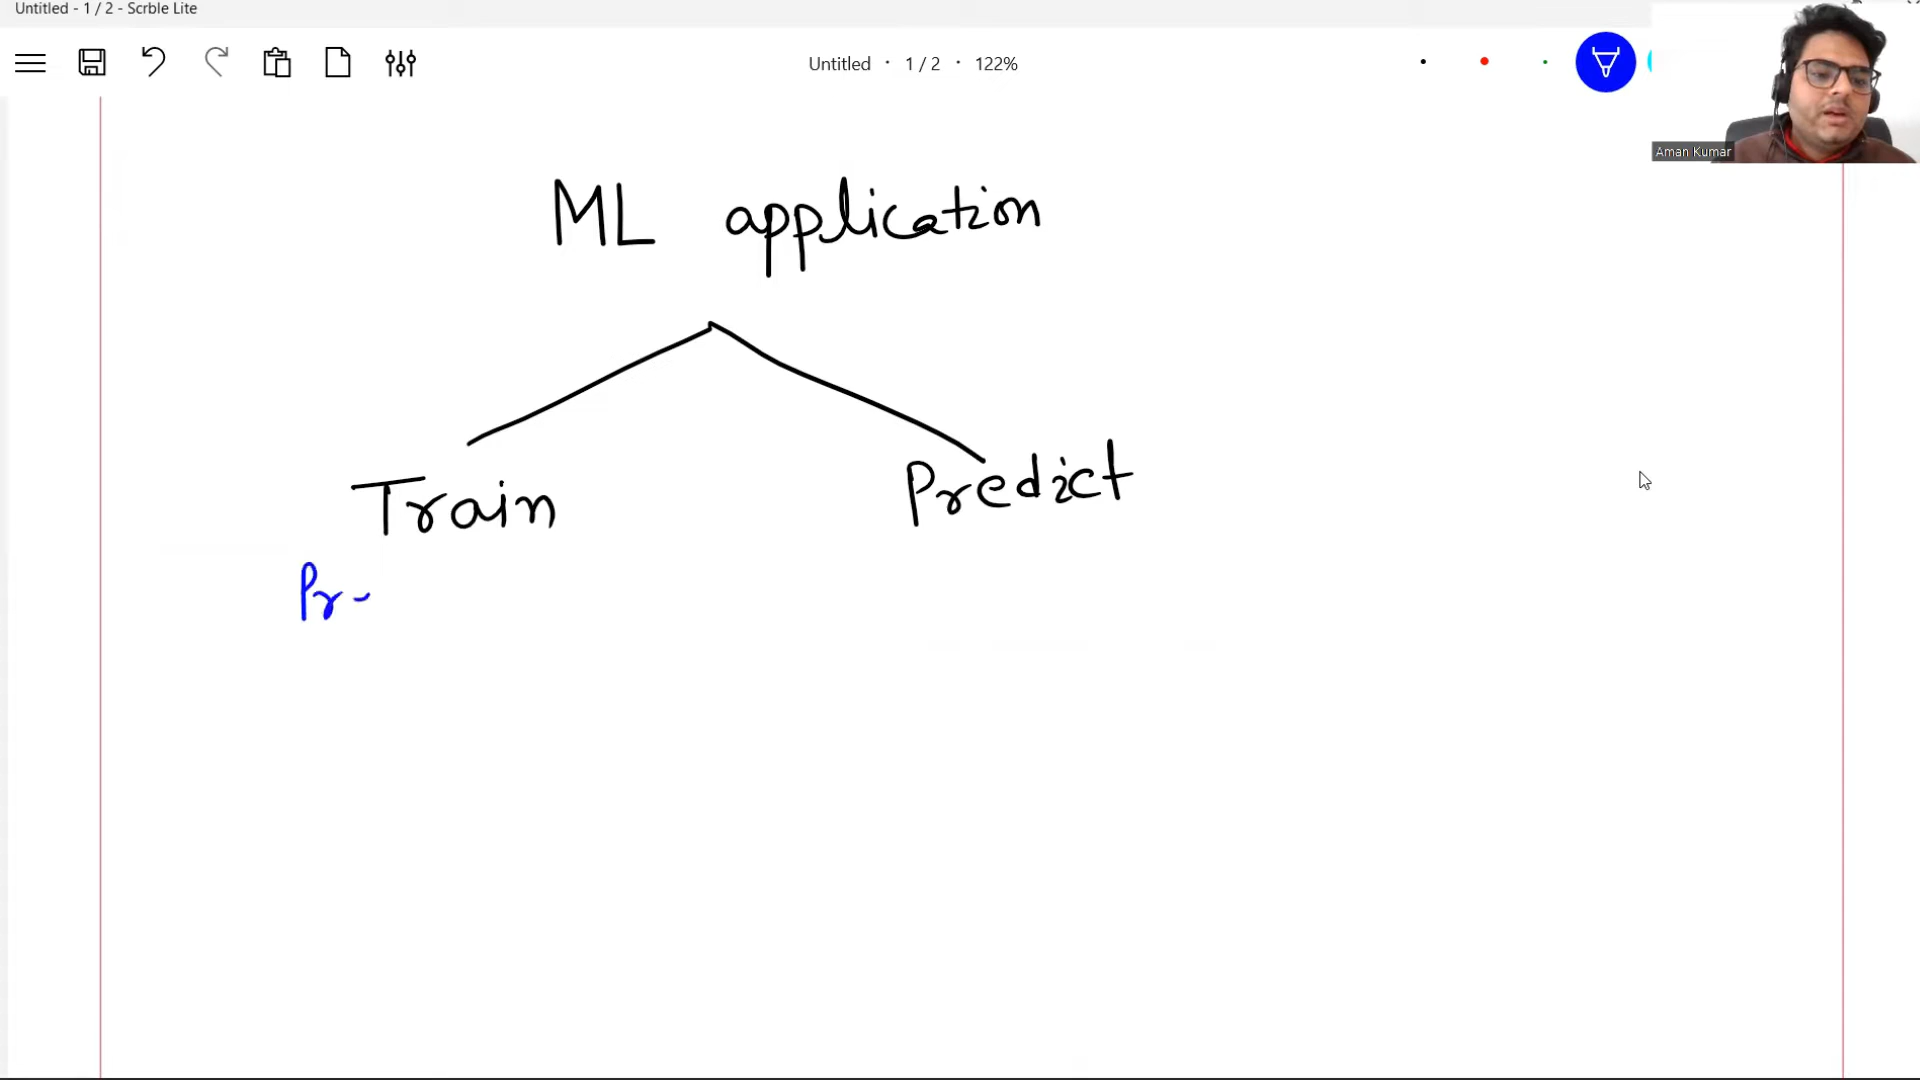 Untitled - 1 / 2 - Scrble Lite
Untitled • 1 / 2 • 122%
Aman Kumar
ML application
Train Predict
Pr